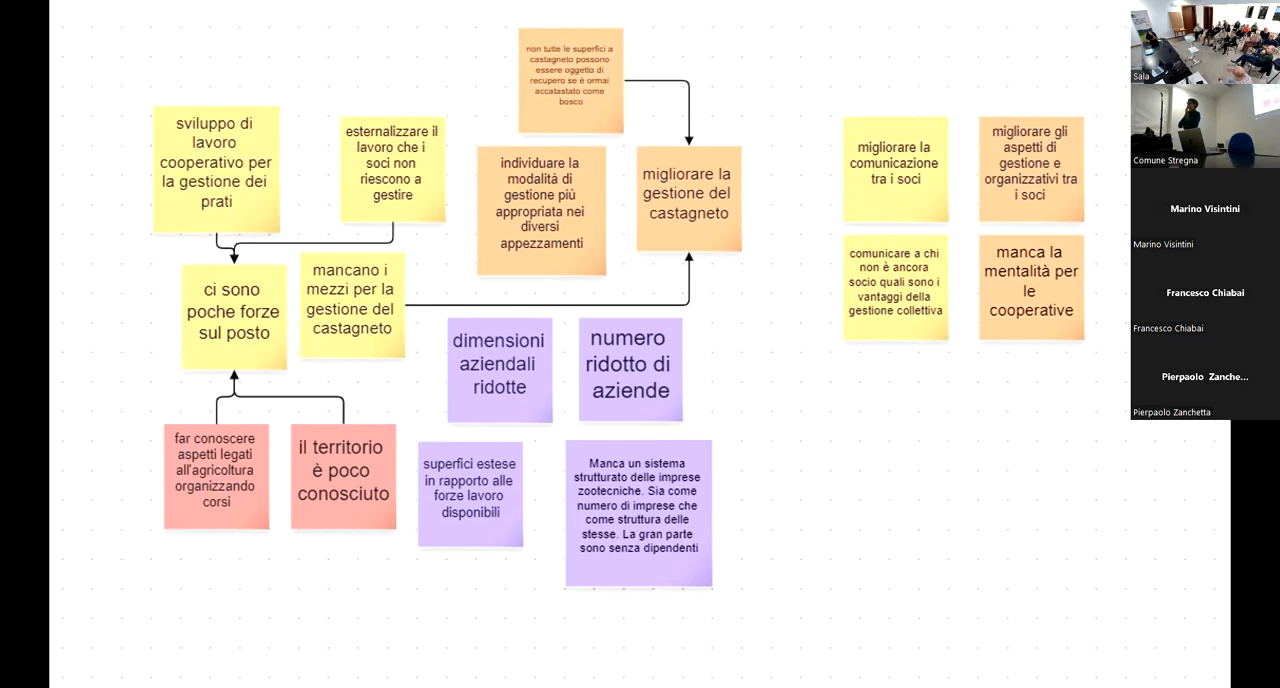 non tutte le superfici a
castagneto possono
essere oggetto di
recupero se è ormai
accatastato come
bosco
sviluppo di
lavoro
cooperativo per
la gestione dei
prati
esternalizzare il
lavoro che i
soci non
riescono a
gestire
individuare la
modalità di
gestione più
appropriata nei
diversi
appezzamenti
migliorare la
gestione del
castagneto
ci sono
poche forze
sul posto
mancano i
mezzi per la
gestione del
castagneto
dimensioni
aziendali
ridotte
numero
ridotto di
aziende
far conoscere
aspetti legati
all'agricoltura
organizzando
corsi
il territorio
è poco
conosciuto
superfici estese
in rapporto alle
forze lavoro
disponibili
Manca un sistema
strutturato delle imprese
zootecniche. Sia come
numero di imprese che
come struttura delle
stesse. La gran parte
sono senza dipendenti
migliorare la
comunicazione
tra i soci
migliorare gli
aspetti di
gestione e
organizzativi tra
i soci
comunicare a chi
non è ancora
socio quali sono i
vantaggi della
gestione collettiva
manca la
mentalità per
le
cooperative
Sala
Comune Stregna
Marino Visintini
Marino Visintini
Francesco Chiabai
Francesco Chiabai
Pierpaolo Zanche...
Pierpaolo Zanchetta